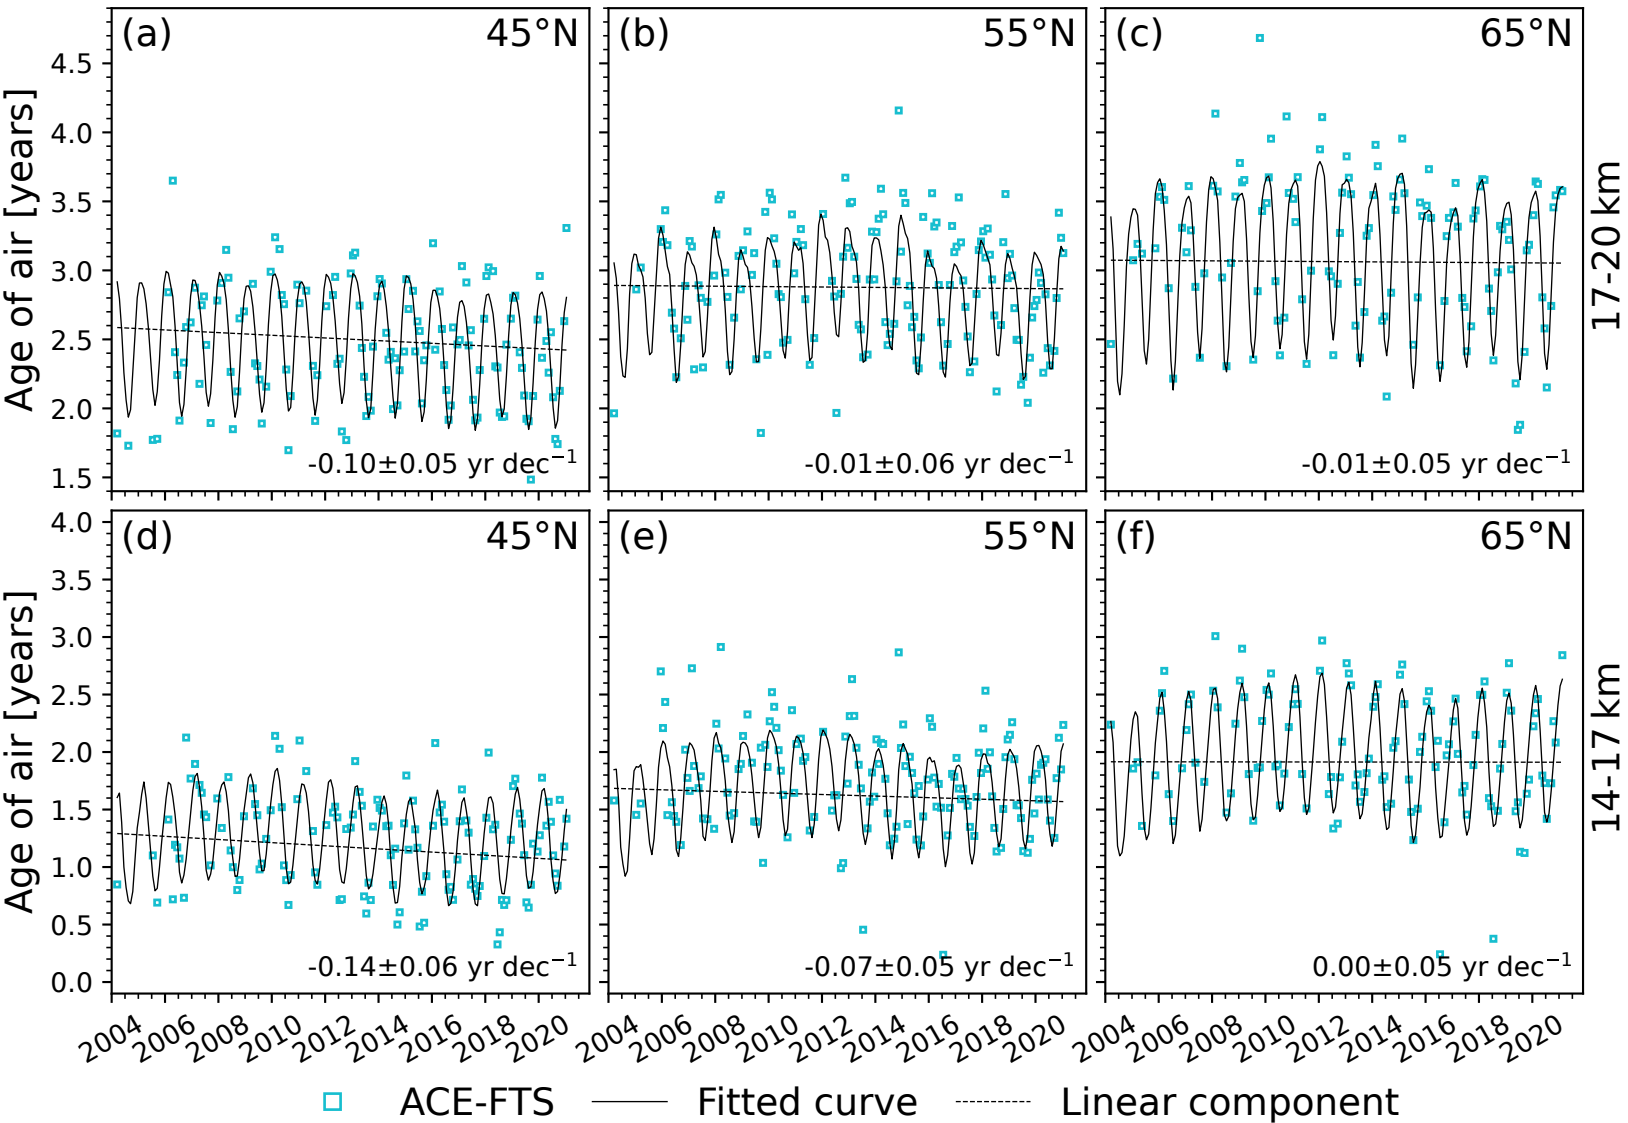 (a) 45°N
(b) 55°N
(c) 65°N
4.5
4.0
3.5
3.0
2.5
2.0
1.5
Age of air [years]
-0.10±0.05 yr dec⁻¹
-0.01±0.06 yr dec⁻¹
-0.01±0.05 yr dec⁻¹
17-20 km
(d) 45°N
(e) 55°N
(f) 65°N
4.0
3.5
3.0
2.5
2.0
1.5
1.0
0.5
0.0
Age of air [years]
-0.14±0.06 yr dec⁻¹
-0.07±0.05 yr dec⁻¹
0.00±0.05 yr dec⁻¹
14-17 km
2004 2006 2008 2010 2012 2014 2016 2018 2020
2004 2006 2008 2010 2012 2014 2016 2018 2020
2004 2006 2008 2010 2012 2014 2016 2018 2020
ACE-FTS Fitted curve Linear component